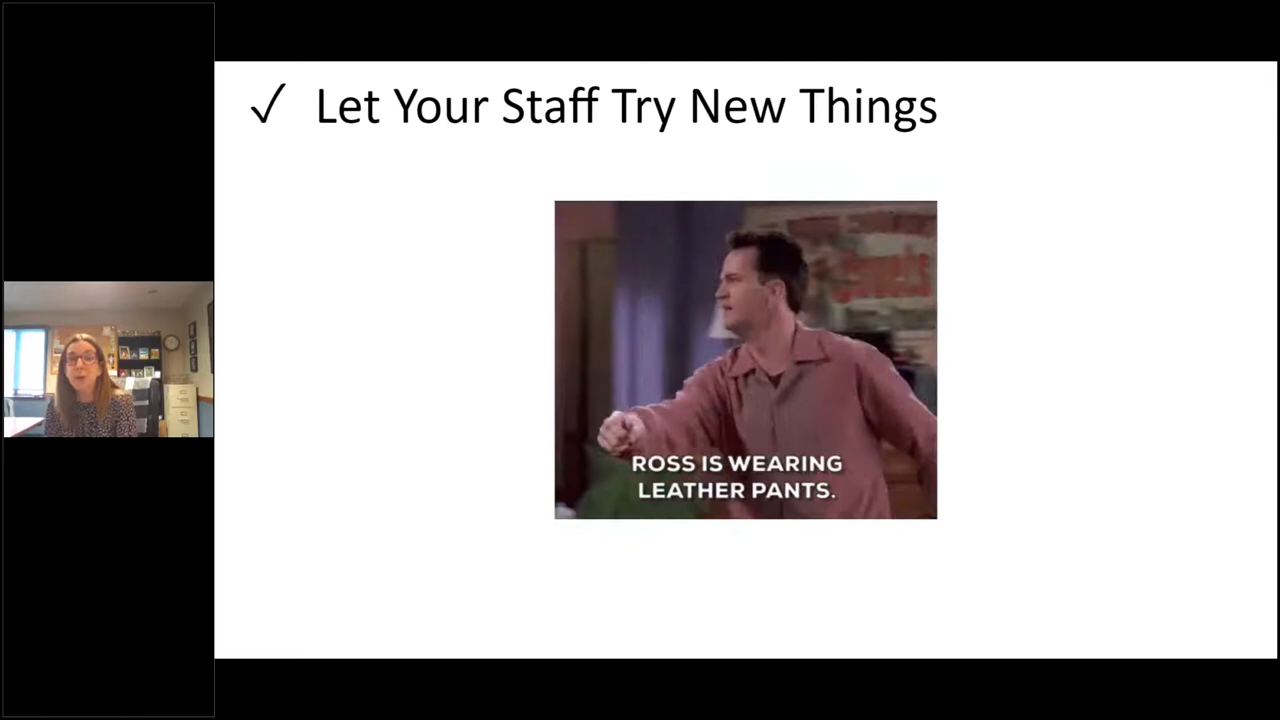 ✓ Let Your Staff Try New Things
ROSS IS WEARING
LEATHER PANTS.